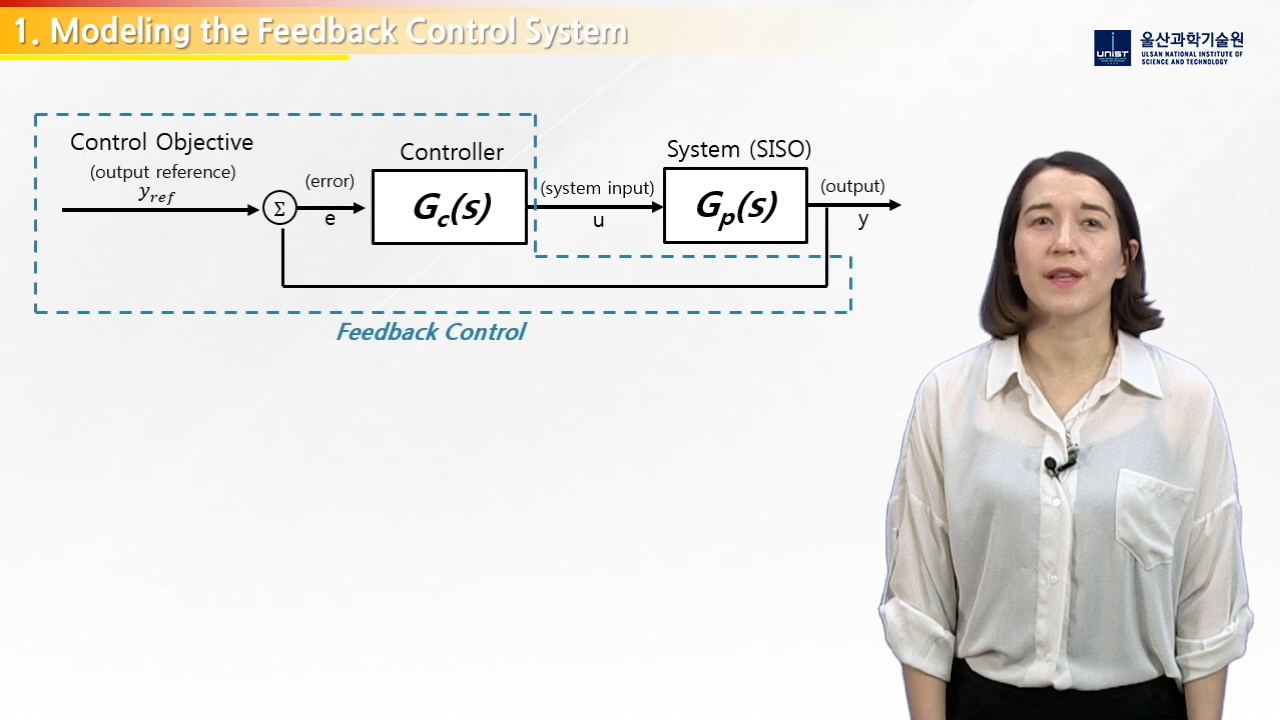 1. Modeling the Feedback Control System
UNIST
울산과학기술원
ULSAN NATIONAL INSTITUTE OF
SCIENCE AND TECHNOLOGY
Control Objective
(output reference)
y_ref
Σ
(error)
e
Controller
G_c(s)
(system input)
u
System (SISO)
G_p(s)
(output)
y
Feedback Control